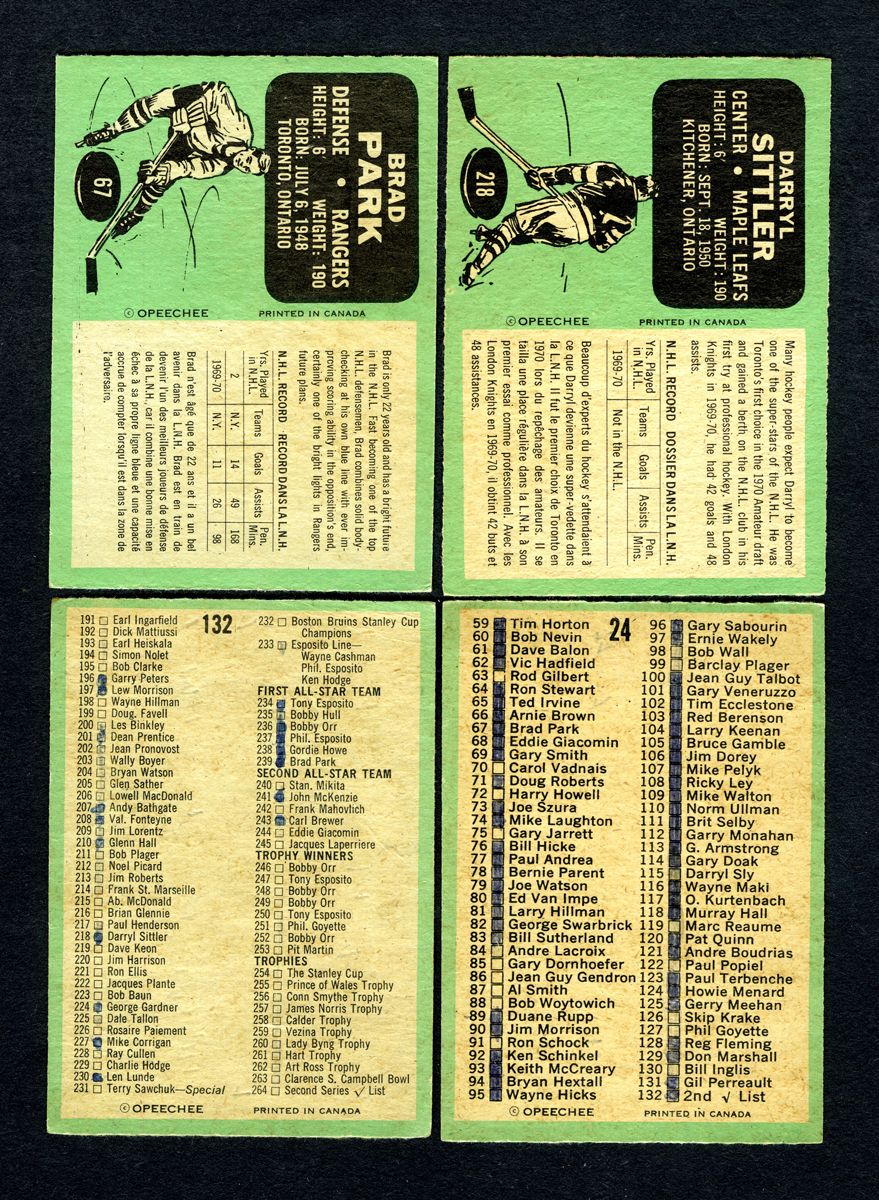 BRAD
PARK
DEFENSE • RANGERS
HEIGHT: 6 WEIGHT: 190
BORN: JULY 6, 1948
TORONTO, ONTARIO
67
© OPEECHEE PRINTED IN CANADA
Brad is only 22 years old and has a bright future
in the N.H.L. Fast becoming one of the top
N.H.L. defensemen, Brad combines solid body-
checking at his own blue line with ever im-
proving scoring ability in the opposition's end,
certainly one of the bright lights in Rangers
future plans.
N.H.L. RECORD RECORD DANS LA L.N.H.
Yrs. Played in N.H.L. Teams Goals Assists Pen. Mins.
2 N.Y. 14 49 168
1969-70 N.Y. 11 26 98
Brad n'est âgé que de 22 ans et il a un bel
avenir dans la L.N.H. Brad est en train de
devenir l'un des meilleurs joueurs de défense
de la L.N.H., car il combine une bonne mise en
échec à sa propre ligne bleue et une capacité
accrue de compter lorsqu'il est dans la zone de
l'adversaire.
DARRYL
SITTLER
CENTER • MAPLE LEAFS
HEIGHT: 6' WEIGHT: 190
BORN: SEPT. 18, 1950
KITCHENER, ONTARIO
218
© OPEECHEE PRINTED IN CANADA
Many hockey people expect Darryl to become
one of the super-stars of the N.H.L. He was
Toronto's first choice in the 1970 Amateur draft
and gained a berth on the N.H.L. club in his
first try at professional hockey. With London
Knights in 1969-70, he had 42 goals and 48
assists.
N.H.L. RECORD DOSSIER DANS LA L.N.H.
Yrs. Played in N.H.L. Teams Goals Assists Pen. Mins.
1969-70 Not in the N.H.L.
Beaucoup d'experts du hockey s'attendaient à
ce que Darryl devienne une super-vedette dans
la L.N.H. Il fut le premier choix de Toronto en
1970 lors du repêchage des amateurs. Il se
tailla une place régulière dans la L.N.H. à son
premier essai comme professionnel. Avec les
London Knights en 1969-70, il obtint 42 buts et
48 assistances.
132
191 Earl Ingarfield
192 Dick Mattiussi
193 Earl Heiskala
194 Simon Nolet
195 Bob Clarke
196 Garry Peters
197 Lew Morrison
198 Wayne Hillman
199 Doug. Favell
200 Les Binkley
201 Dean Prentice
202 Jean Pronovost
203 Wally Boyer
204 Bryan Watson
205 Glen Sather
206 Lowell MacDonald
207 Andy Bathgate
208 Val. Fonteyne
209 Jim Lorentz
210 Glenn Hall
211 Bob Plager
212 Noel Picard
213 Jim Roberts
214 Frank St. Marseille
215 Ab. McDonald
216 Brian Glennie
217 Paul Henderson
218 Darryl Sittler
219 Dave Keon
220 Jim Harrison
221 Ron Ellis
222 Jacques Plante
223 Bob Baun
224 George Gardner
225 Dale Tallon
226 Rosaire Paiement
227 Mike Corrigan
228 Ray Cullen
229 Charlie Hodge
230 Len Lunde
231 Terry Sawchuk—Special
232 Boston Bruins Stanley Cup
Champions
233 Esposito Line—
Wayne Cashman
Phil. Esposito
Ken Hodge
FIRST ALL-STAR TEAM
234 Tony Esposito
235 Bobby Hull
236 Bobby Orr
237 Phil. Esposito
238 Gordie Howe
239 Brad Park
SECOND ALL-STAR TEAM
240 Stan. Mikita
241 John McKenzie
242 Frank Mahovlich
243 Carl Brewer
244 Eddie Giacomin
245 Jacques Laperriere
TROPHY WINNERS
246 Bobby Orr
247 Tony Esposito
248 Bobby Orr
249 Bobby Orr
250 Tony Esposito
251 Phil. Goyette
252 Bobby Orr
253 Pit Martin
TROPHIES
254 The Stanley Cup
255 Prince of Wales Trophy
256 Conn Smythe Trophy
257 James Norris Trophy
258 Calder Trophy
259 Vezina Trophy
260 Lady Byng Trophy
261 Hart Trophy
262 Art Ross Trophy
263 Clarence S. Campbell Bowl
264 Second Series √ List
© OPEECHEE PRINTED IN CANADA
24
59 Tim Horton
60 Bob Nevin
61 Dave Balon
62 Vic Hadfield
63 Rod Gilbert
64 Ron Stewart
65 Ted Irvine
66 Arnie Brown
67 Brad Park
68 Eddie Giacomin
69 Gary Smith
70 Carol Vadnais
71 Doug Roberts
72 Harry Howell
73 Joe Szura
74 Mike Laughton
75 Gary Jarrett
76 Bill Hicke
77 Paul Andrea
78 Bernie Parent
79 Joe Watson
80 Ed Van Impe
81 Larry Hillman
82 George Swarbrick
83 Bill Sutherland
84 Andre Lacroix
85 Gary Dornhoefer
86 Jean Guy Gendron
87 Al Smith
88 Bob Woytowich
89 Duane Rupp
90 Jim Morrison
91 Ron Schock
92 Ken Schinkel
93 Keith McCreary
94 Bryan Hextall
95 Wayne Hicks
96 Gary Sabourin
97 Ernie Wakely
98 Bob Wall
99 Barclay Plager
100 Jean Guy Talbot
101 Gary Veneruzzo
102 Tim Ecclestone
103 Red Berenson
104 Larry Keenan
105 Bruce Gamble
106 Jim Dorey
107 Mike Pelyk
108 Ricky Ley
109 Mike Walton
110 Norm Ullman
111 Brit Selby
112 Garry Monahan
113 G. Armstrong
114 Gary Doak
115 Darryl Sly
116 Wayne Maki
117 O. Kurtenbach
118 Murray Hall
119 Marc Reaume
120 Pat Quinn
121 Andre Boudrias
122 Paul Popiel
123 Paul Terbenche
124 Howie Menard
125 Gerry Meehan
126 Skip Krake
127 Phil Goyette
128 Reg Fleming
129 Don Marshall
130 Bill Inglis
131 Gil Perreault
132 2nd √ List
© OPEECHEE PRINTED IN CANADA